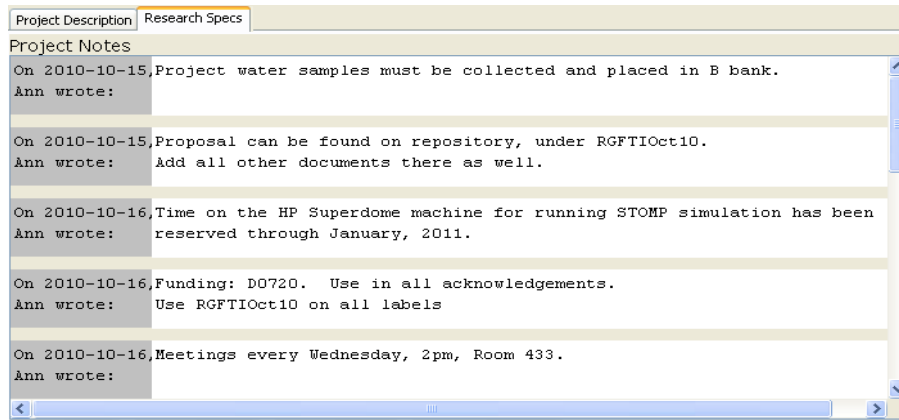 Project Description Research Specs
Project Notes
On 2010-10-15, Project water samples must be collected and placed in B bank.
Ann wrote:
On 2010-10-15, Proposal can be found on repository, under RGFTIOct10.
Ann wrote: Add all other documents there as well.
On 2010-10-16, Time on the HP Superdome machine for running STOMP simulation has been
Ann wrote: reserved through January, 2011.
On 2010-10-16, Funding: D0720.  Use in all acknowledgements.
Ann wrote: Use RGFTIOct10 on all labels
On 2010-10-16, Meetings every Wednesday, 2pm, Room 433.
Ann wrote: